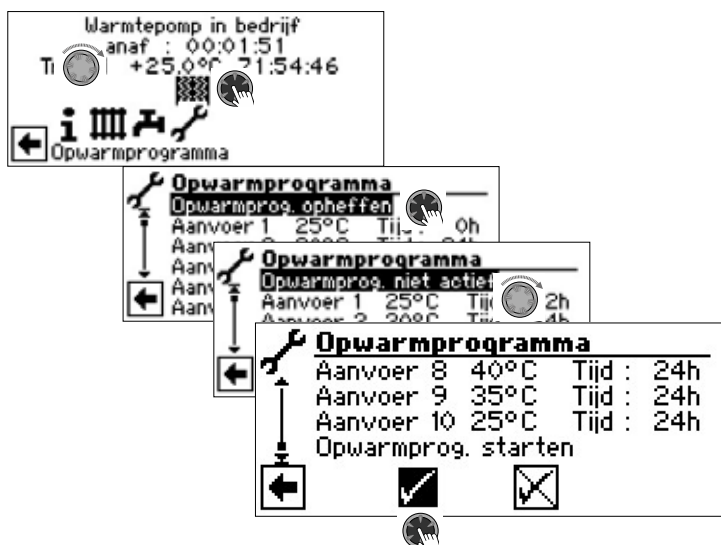 Warmtepomp in bedrijf
anaf : 00:01:51
+25.0°C 71:54:46
Opwarmprogramma
Opwarmprogramma
Opwarmprog. opheffen
Aanvoer 1 25°C 0h
Opwarmprogramma
Opwarmprog. niet actief
Aanvoer 1 25°C 2h
Opwarmprogramma
Aanvoer 8 40°C Tijd : 24h
Aanvoer 9 35°C Tijd : 24h
Aanvoer 10 25°C Tijd : 24h
Opwarmprog. starten